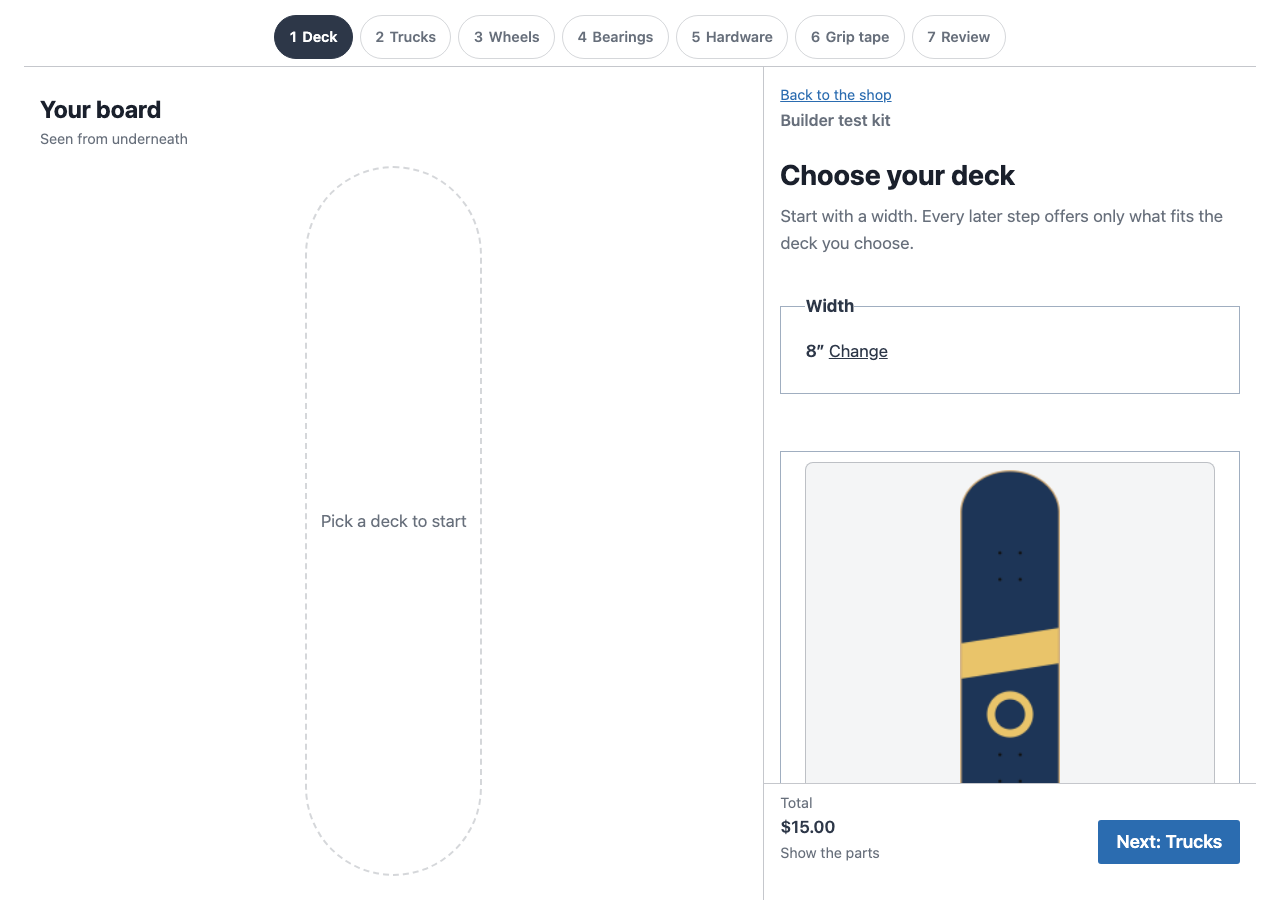 1 Deck
2 Trucks
3 Wheels
4 Bearings
5 Hardware
6 Grip tape
7 Review
Your board
Seen from underneath
Pick a deck to start
Back to the shop
Builder test kit
Choose your deck
Start with a width. Every later step offers only what fits the
deck you choose.
Width
8” Change
Total
$15.00
Show the parts
Next: Trucks